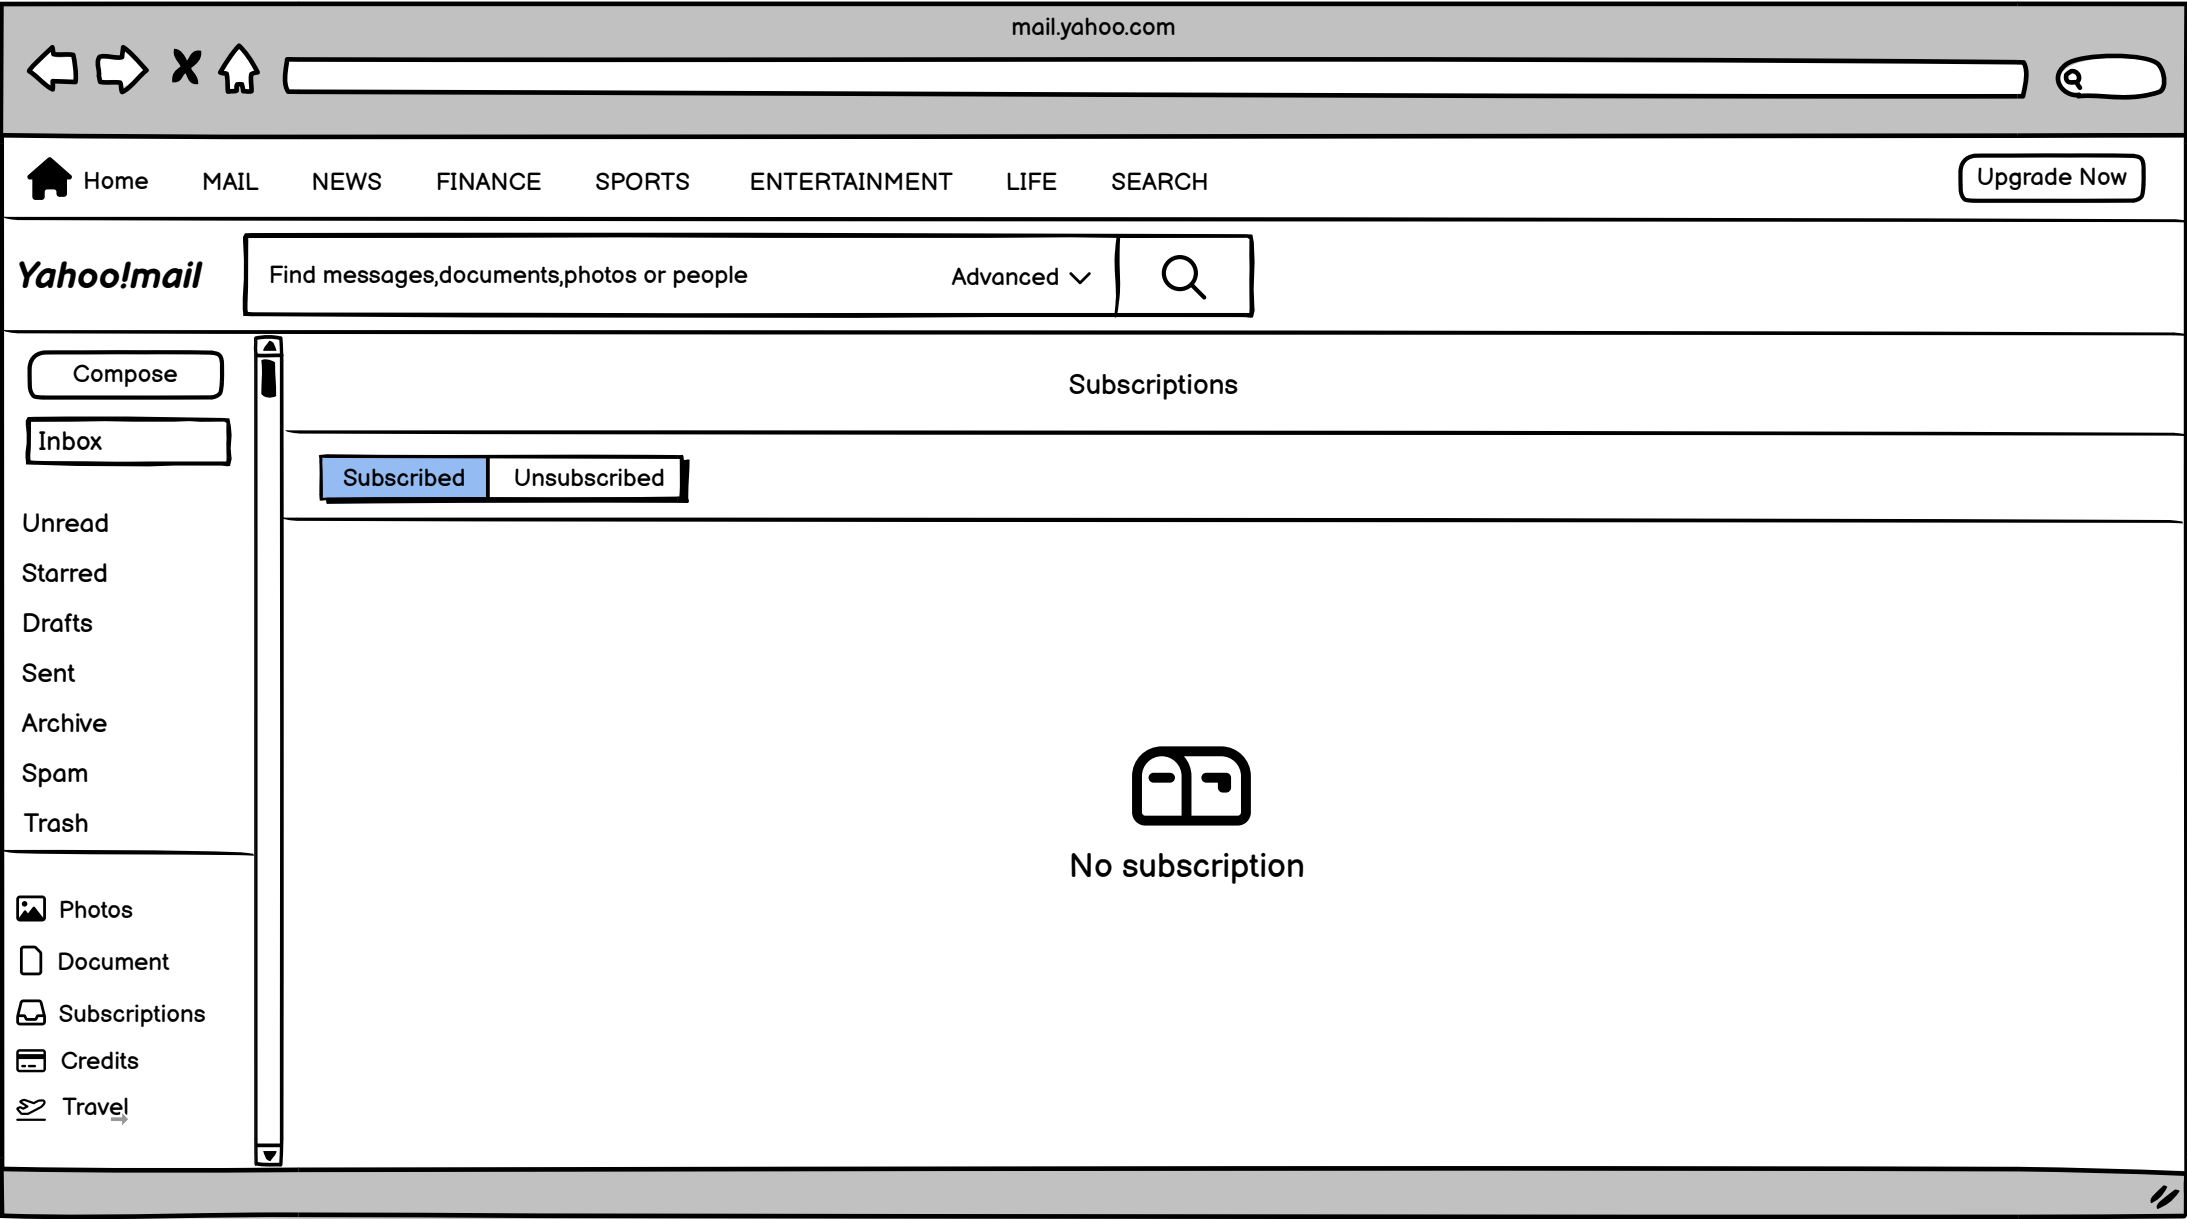 mail.yahoo.com
Home MAIL NEWS FINANCE SPORTS ENTERTAINMENT LIFE SEARCH Upgrade Now
Yahoo!mail Find messages,documents,photos or people Advanced
Compose
Subscriptions
Inbox
Subscribed Unsubscribed
Unread
Starred
Drafts
Sent
Archive
Spam
Trash
No subscription
Photos
Document
Subscriptions
Credits
Travel